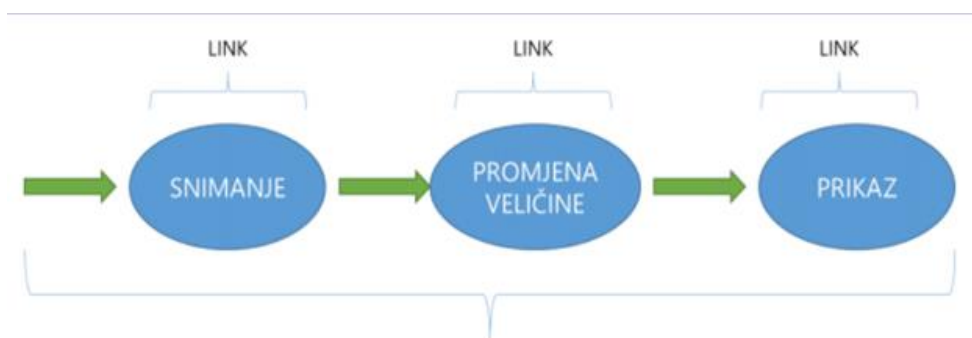 LINK
LINK
LINK
SNIMANJE
PROMJENA
VELIČINE
PRIKAZ